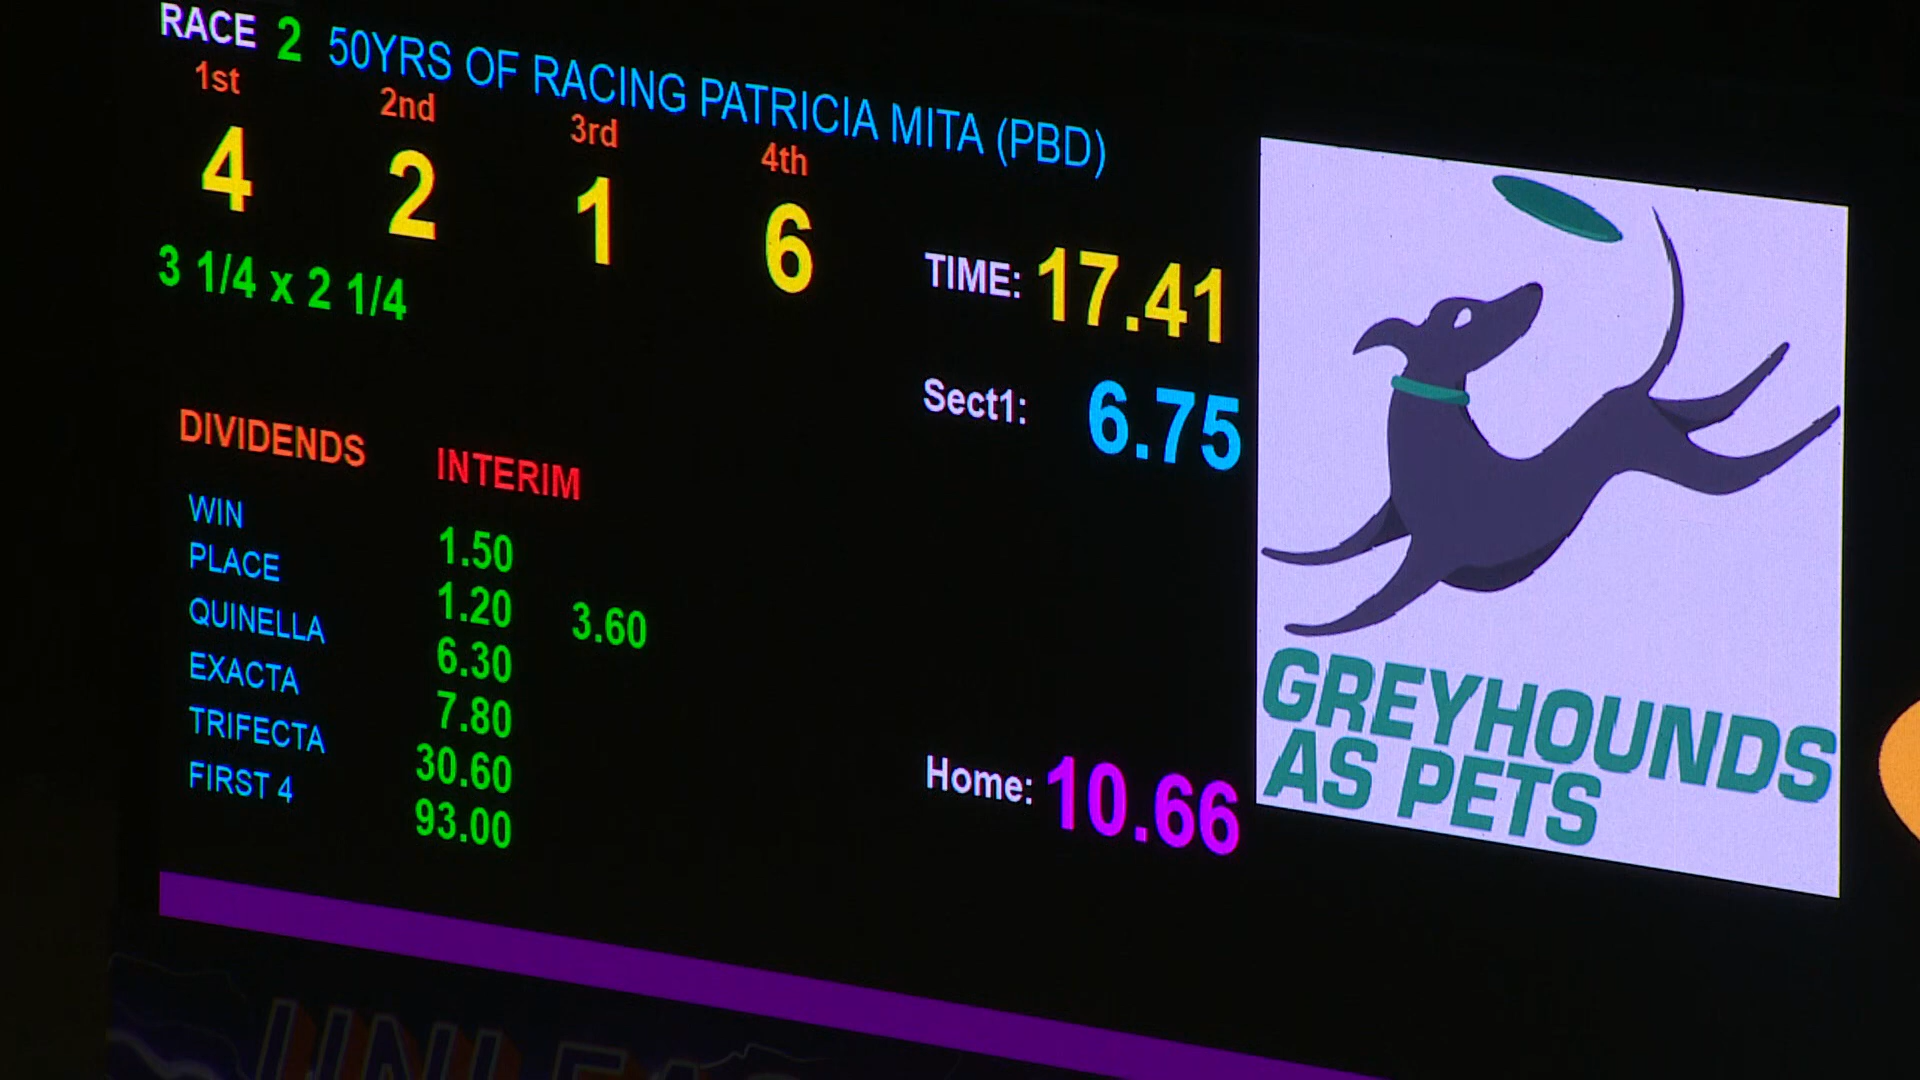 RACE 2 50YRS OF RACING PATRICIA MITA (PBD)
1st 2nd 3rd 4th
4 2 1 6
3 1/4 x 2 1/4
TIME: 17.41
Sect1: 6.75
DIVIDENDS INTERIM
WIN 1.50
PLACE 1.20 3.60
QUINELLA 6.30
EXACTA 7.80
TRIFECTA 30.60
FIRST 4 93.00
Home: 10.66
GREYHOUNDS
AS PETS